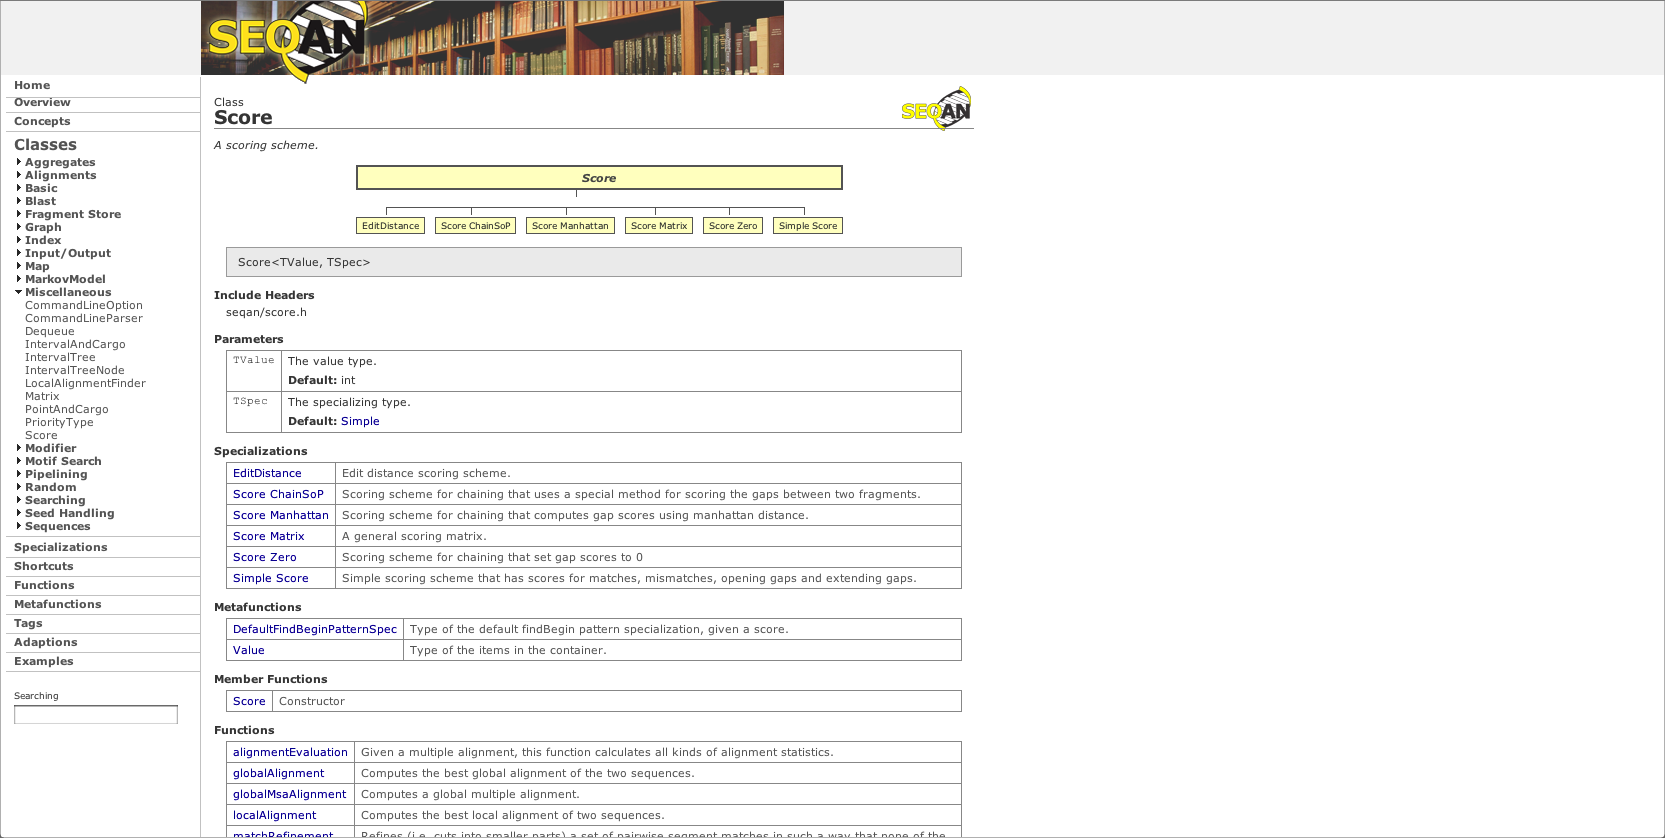 SEQAN
Home
Overview
Concepts
Classes
Aggregates
Alignments
Basic
Blast
Fragment Store
Graph
Index
Input/Output
Map
MarkovModel
Miscellaneous
CommandLineOption
CommandLineParser
Dequeue
IntervalAndCargo
IntervalTree
IntervalTreeNode
LocalAlignmentFinder
Matrix
PointAndCargo
PriorityType
Score
Modifier
Motif Search
Pipelining
Random
Searching
Seed Handling
Sequences
Specializations
Shortcuts
Functions
Metafunctions
Tags
Adaptions
Examples
Searching
Class
Score
SEQAN
A scoring scheme.
Score
EditDistance Score ChainSoP Score Manhattan Score Matrix Score Zero Simple Score
Score<TValue, TSpec>
Include Headers
seqan/score.h
Parameters
TValue The value type.
Default: int
TSpec The specializing type.
Default: Simple
Specializations
EditDistance Edit distance scoring scheme.
Score ChainSoP Scoring scheme for chaining that uses a special method for scoring the gaps between two fragments.
Score Manhattan Scoring scheme for chaining that computes gap scores using manhattan distance.
Score Matrix A general scoring matrix.
Score Zero Scoring scheme for chaining that set gap scores to 0
Simple Score Simple scoring scheme that has scores for matches, mismatches, opening gaps and extending gaps.
Metafunctions
DefaultFindBeginPatternSpec Type of the default findBegin pattern specialization, given a score.
Value Type of the items in the container.
Member Functions
Score Constructor
Functions
alignmentEvaluation Given a multiple alignment, this function calculates all kinds of alignment statistics.
globalAlignment Computes the best global alignment of the two sequences.
globalMsaAlignment Computes a global multiple alignment.
localAlignment Computes the best local alignment of two sequences.
matchRefinement Refines (i.e. cuts into smaller parts) a set of pairwise segment matches in such a way that none of the